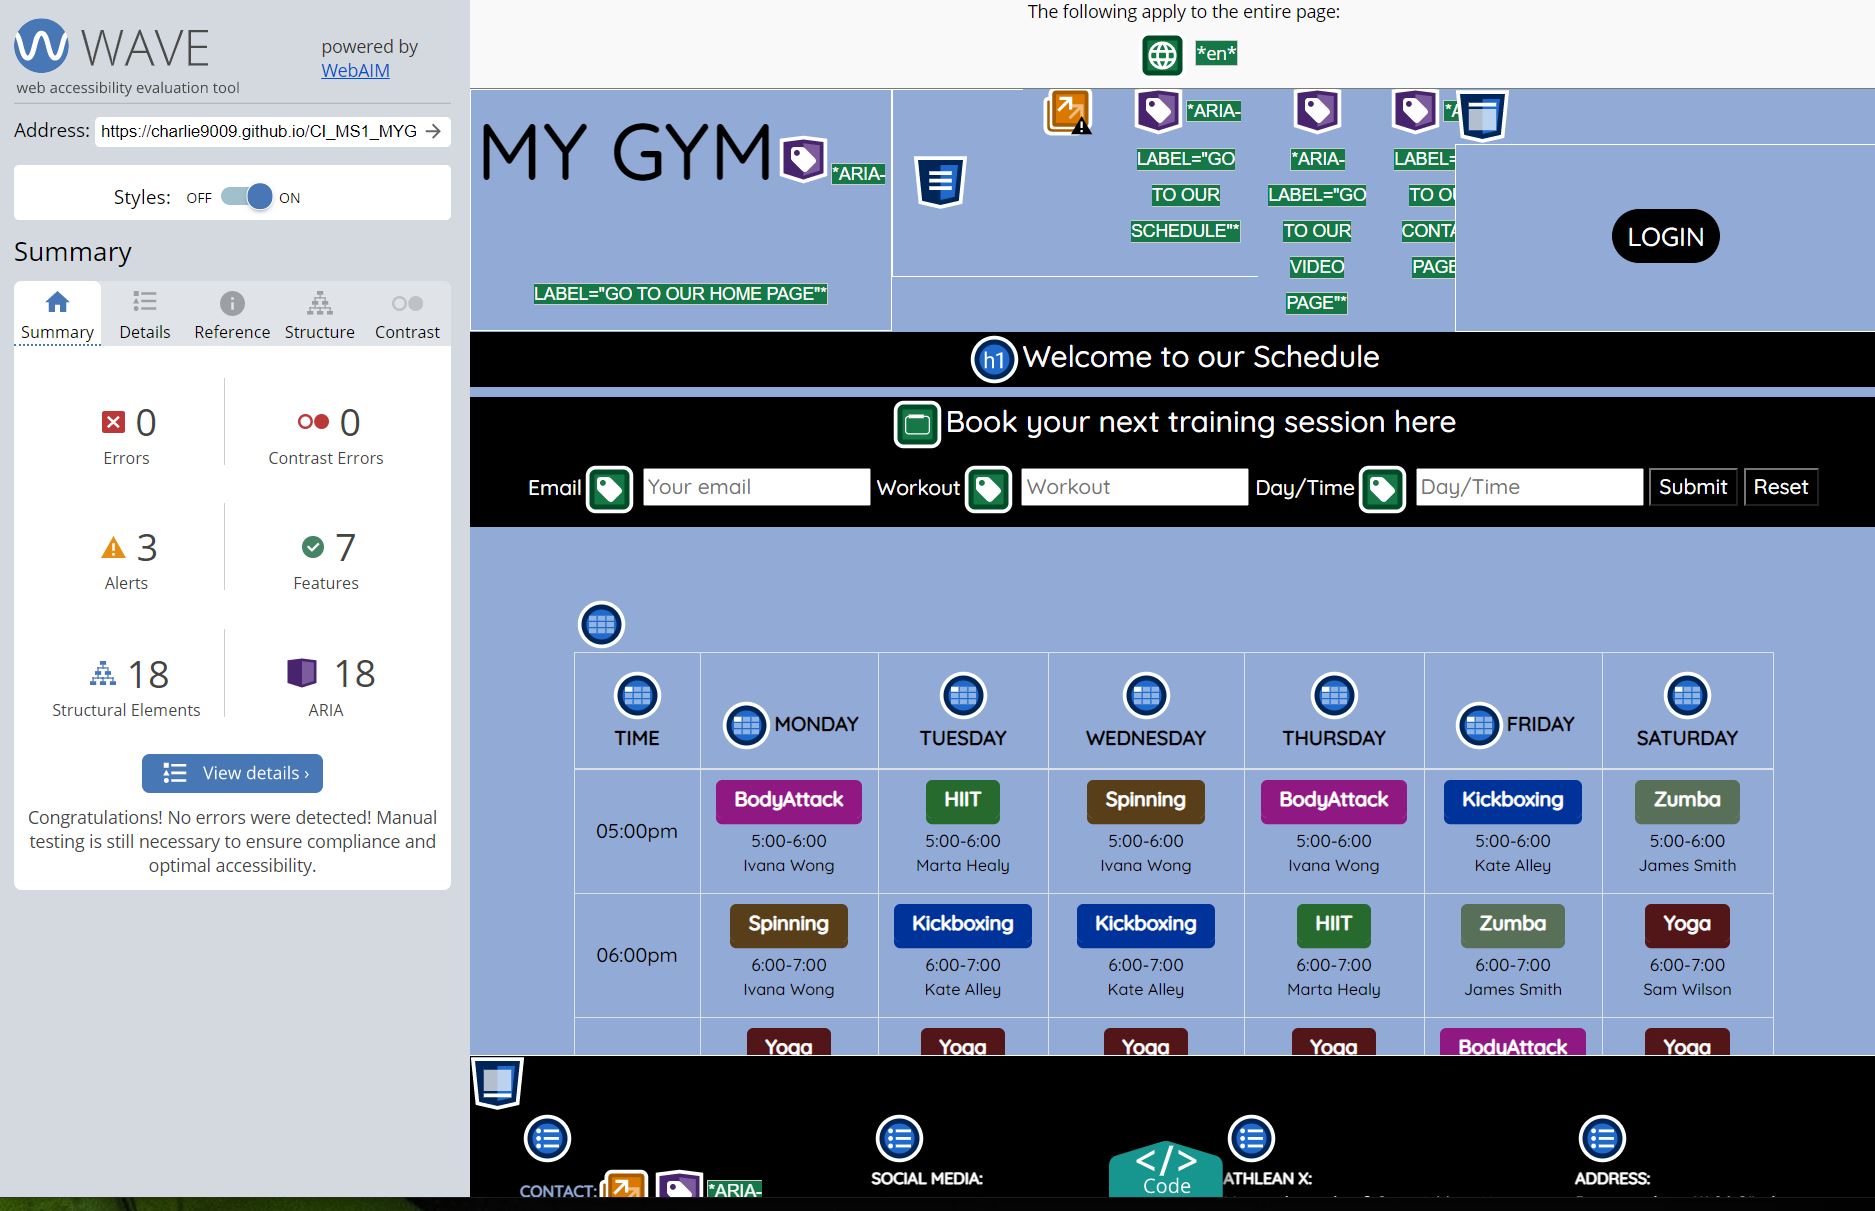 WAVE
powered by
WebAIM
web accessibility evaluation tool
Address: https://charlie9009.github.io/CI_MS1_MYG
Styles: OFF ON
Summary
Summary Details Reference Structure Contrast
0 0
Errors Contrast Errors
3 7
Alerts Features
18 18
Structural Elements ARIA
View details ›
Congratulations! No errors were detected! Manual
testing is still necessary to ensure compliance and
optimal accessibility.
The following apply to the entire page:
*en*
MY GYM *ARIA-
LABEL="GO TO OUR HOME PAGE"*
*ARIA-
LABEL="GO
TO OUR
SCHEDULE"*
*ARIA-
LABEL="GO
TO OUR
VIDEO
PAGE"*
*A
LABEL=
TO OU
CONTA
PAGE
LOGIN
h1 Welcome to our Schedule
Book your next training session here
Email Your email Workout Workout Day/Time Day/Time Submit Reset
TIME MONDAY TUESDAY WEDNESDAY THURSDAY FRIDAY SATURDAY
BodyAttack HIIT Spinning BodyAttack Kickboxing Zumba
05:00pm 5:00-6:00 5:00-6:00 5:00-6:00 5:00-6:00 5:00-6:00 5:00-6:00
Ivana Wong Marta Healy Ivana Wong Ivana Wong Kate Alley James Smith
Spinning Kickboxing Kickboxing HIIT Zumba Yoga
06:00pm 6:00-7:00 6:00-7:00 6:00-7:00 6:00-7:00 6:00-7:00 6:00-7:00
Ivana Wong Kate Alley Kate Alley Marta Healy James Smith Sam Wilson
Yoga Yoga Yoga Yoga BodyAttack Yoga
CONTACT: *ARIA-
SOCIAL MEDIA:
</>
Code
ATHLEAN X:
ADDRESS: